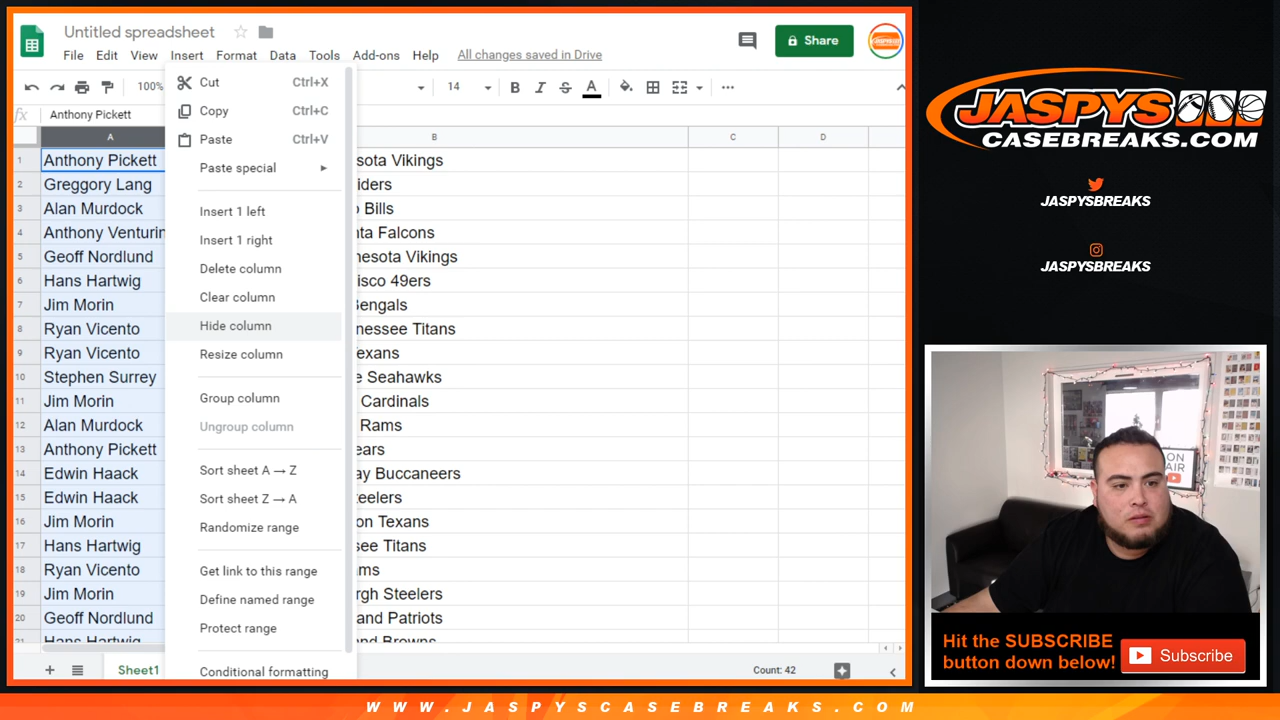 Untitled spreadsheet
File Edit View Insert Format Data Tools Add-ons Help All changes saved in Drive
Share
100% 14 B I S A
fx Anthony Pickett
A B C D
Cut Ctrl+X
Copy Ctrl+C
Paste Ctrl+V
Paste special
Insert 1 left
Insert 1 right
Delete column
Clear column
Hide column
Resize column
Group column
Ungroup column
Sort sheet A → Z
Sort sheet Z → A
Randomize range
Get link to this range
Define named range
Protect range
Conditional formatting
1 Anthony Pickett sota Vikings
2 Greggory Lang iders
3 Alan Murdock Bills
4 Anthony Venturin ta Falcons
5 Geoff Nordlund nesota Vikings
6 Hans Hartwig isco 49ers
7 Jim Morin Bengals
8 Ryan Vicento nessee Titans
9 Ryan Vicento exans
10 Stephen Surrey e Seahawks
11 Jim Morin Cardinals
12 Alan Murdock Rams
13 Anthony Pickett ears
14 Edwin Haack ay Buccaneers
15 Edwin Haack teelers
16 Jim Morin on Texans
17 Hans Hartwig see Titans
18 Ryan Vicento ms
19 Jim Morin rgh Steelers
20 Geoff Nordlund and Patriots
21 Hans Hartwig and Browns
Sheet1
Count: 42
JASPYS
CASEBREAKS.COM
JASPYSBREAKS
JASPYSBREAKS
ON
AIR
Hit the SUBSCRIBE
button down below!
Subscribe
WWW.JASPYSCASEBREAKS.COM